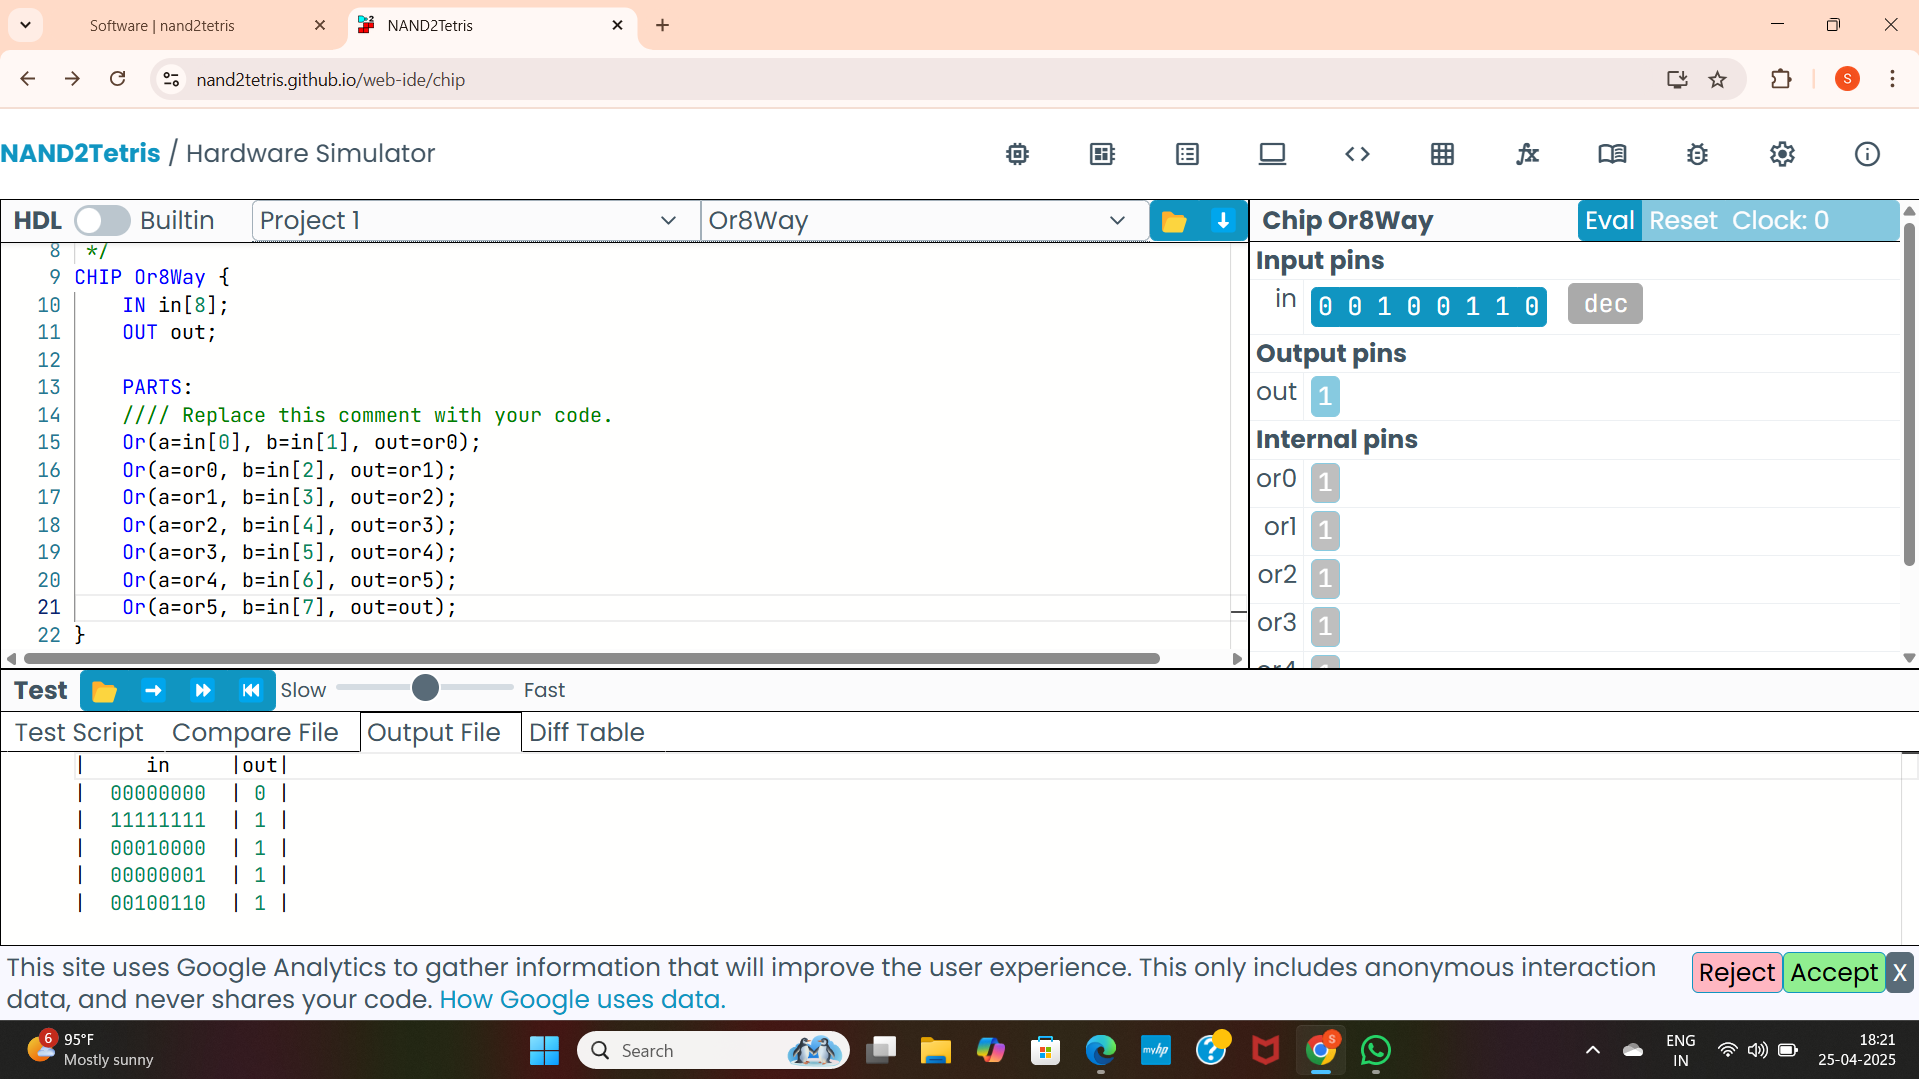 Software | nand2tetris
NAND2Tetris
nand2tetris.github.io/web-ide/chip
S
NAND2Tetris / Hardware Simulator
HDL Builtin Project 1 Or8Way
Chip Or8Way Eval Reset Clock: 0
8 */
9 CHIP Or8Way {
10 IN in[8];
11 OUT out;
12
13 PARTS:
14 //// Replace this comment with your code.
15 Or(a=in[0], b=in[1], out=or0);
16 Or(a=or0, b=in[2], out=or1);
17 Or(a=or1, b=in[3], out=or2);
18 Or(a=or2, b=in[4], out=or3);
19 Or(a=or3, b=in[5], out=or4);
20 Or(a=or4, b=in[6], out=or5);
21 Or(a=or5, b=in[7], out=out);
22 }
Input pins
in 0 0 1 0 0 1 1 0 dec
Output pins
out 1
Internal pins
or0 1
or1 1
or2 1
or3 1
or4 1
Test Slow Fast
Test Script Compare File Output File Diff Table
| in |out|
| 00000000 | 0 |
| 11111111 | 1 |
| 00010000 | 1 |
| 00000001 | 1 |
| 00100110 | 1 |
This site uses Google Analytics to gather information that will improve the user experience. This only includes anonymous interaction
data, and never shares your code. How Google uses data.
Reject Accept X
6
95°F
Mostly sunny
Search
myhp
S
ENG
IN
18:21
25-04-2025